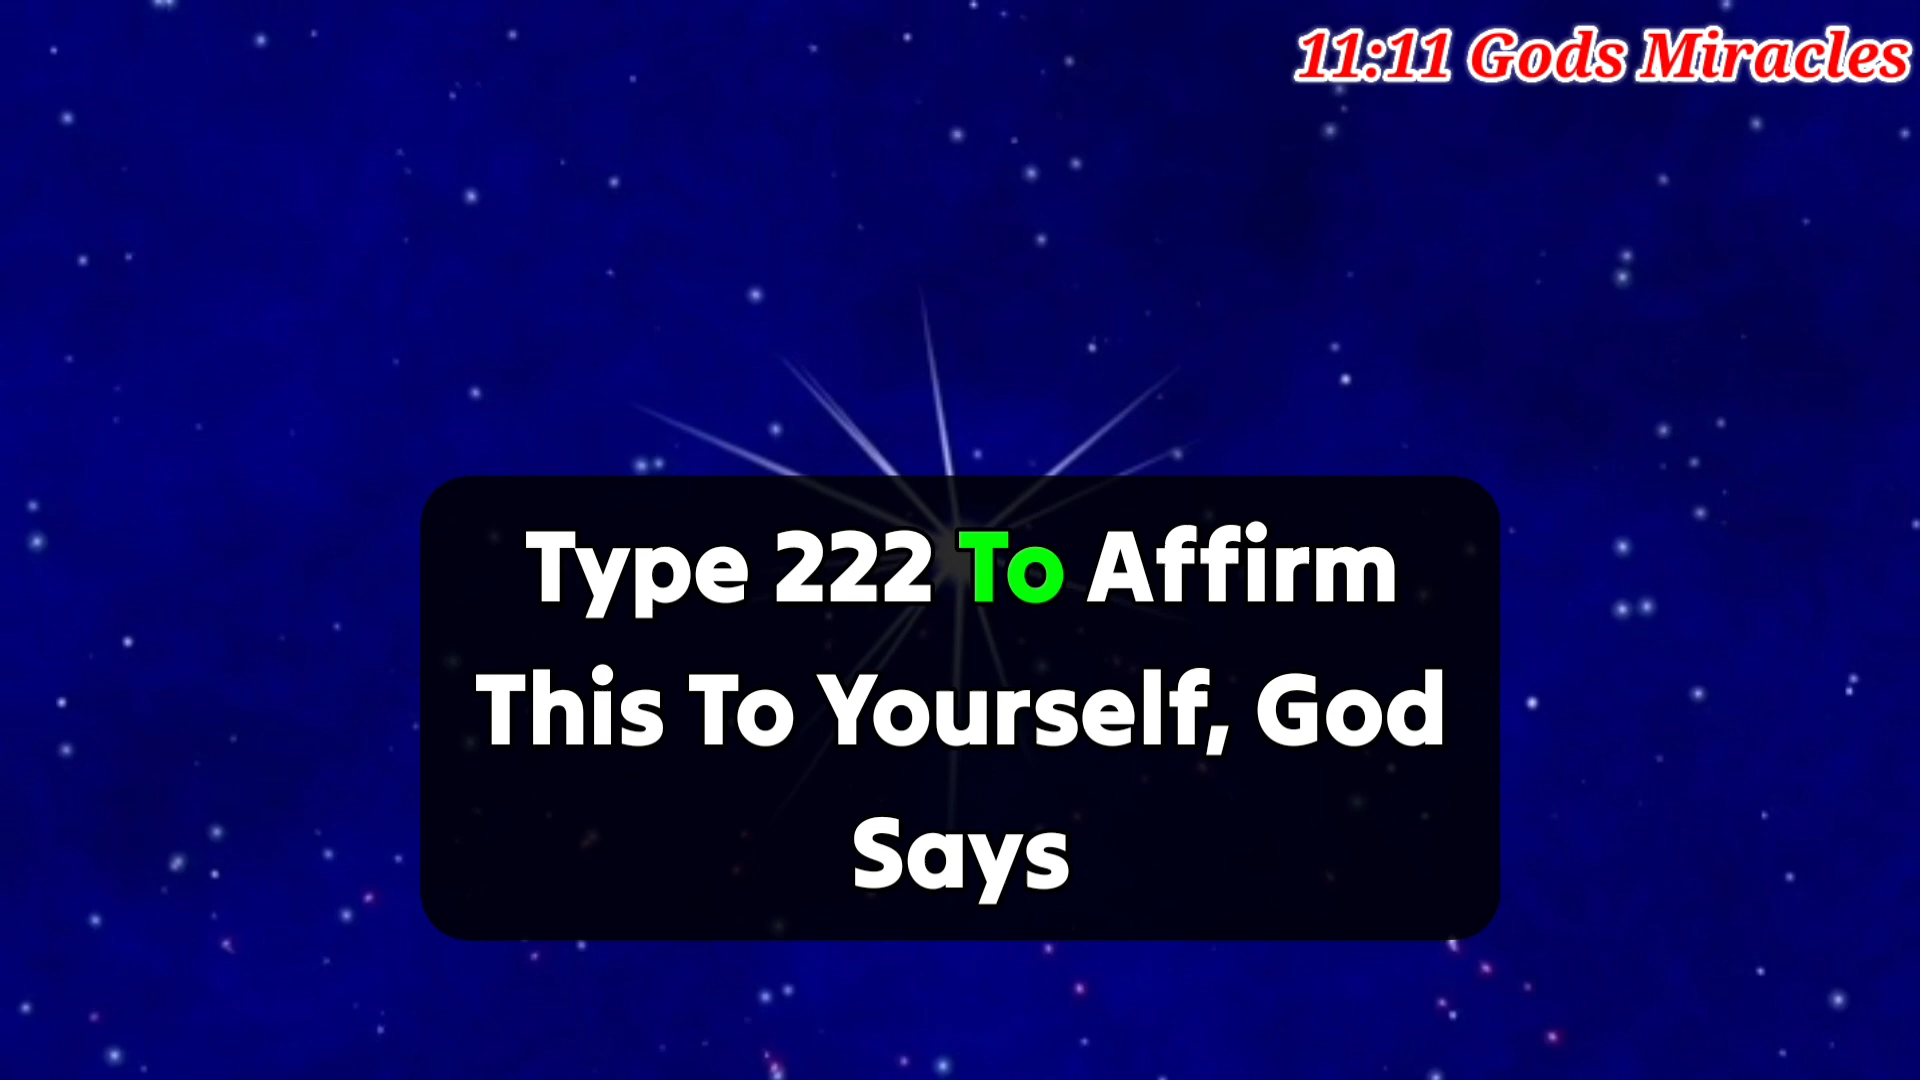 11:11 Gods Miracles
Type 222 To Affirm
This To Yourself, God
Says